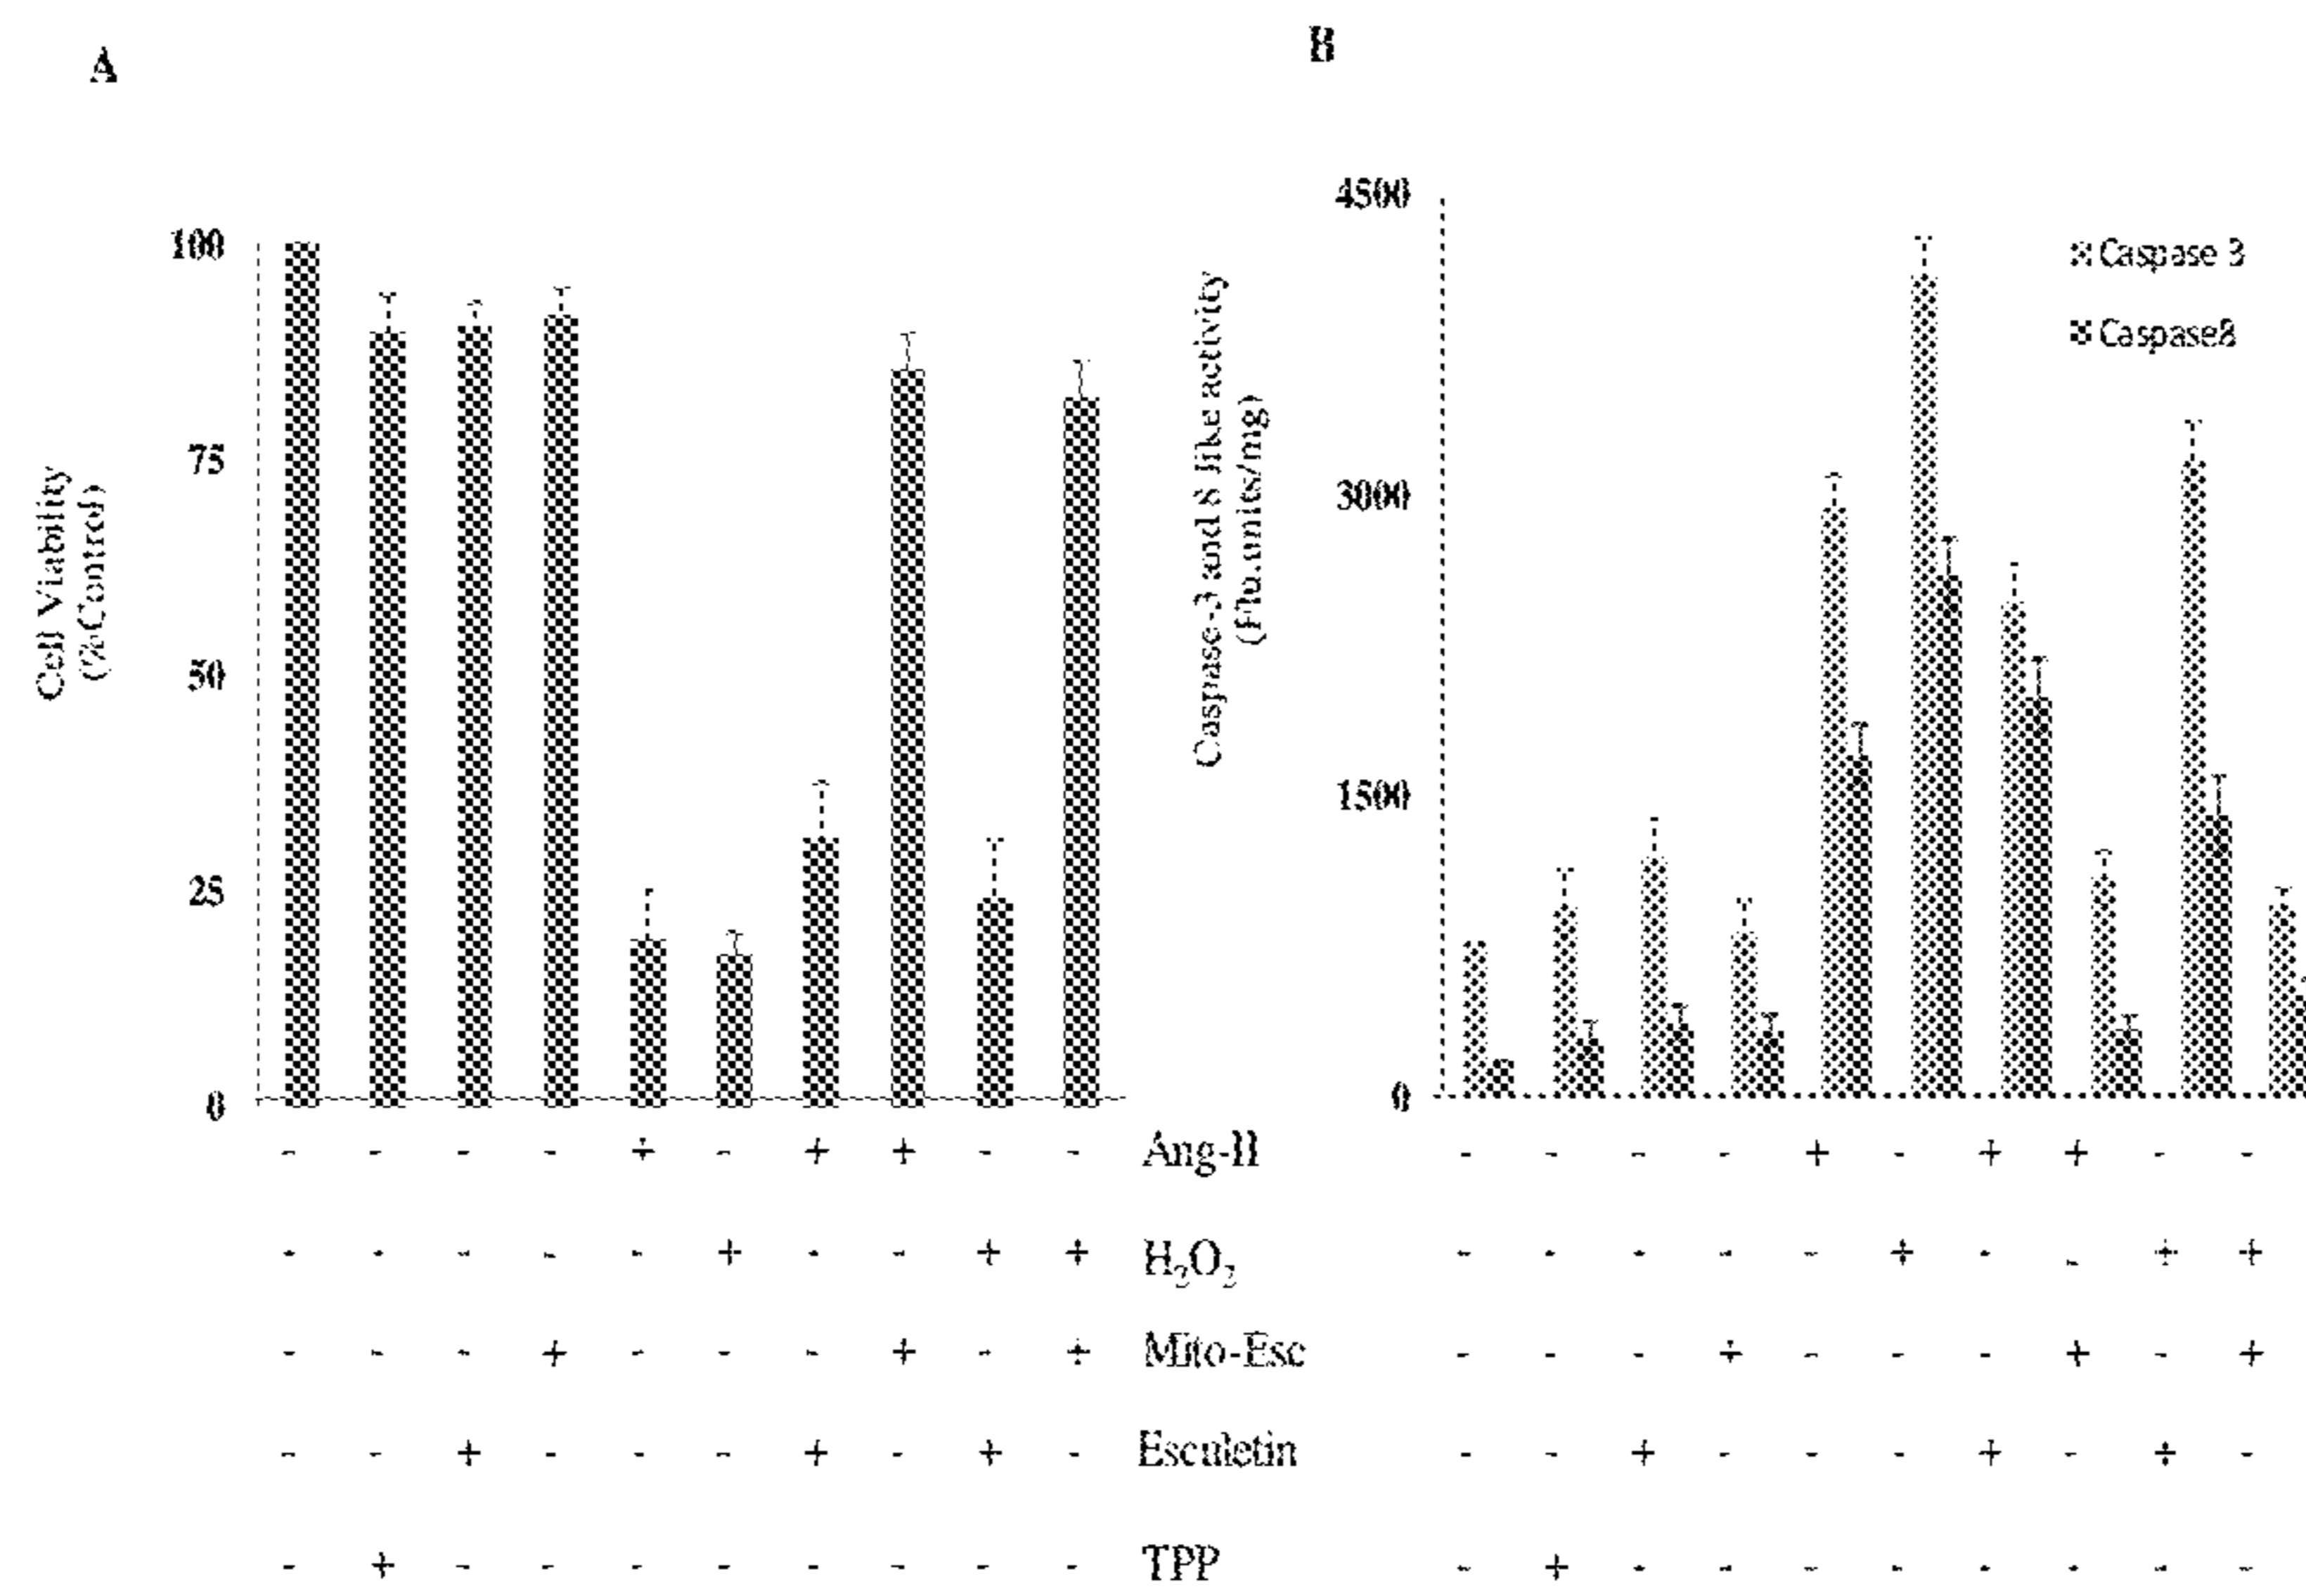 A
B
Cell Viability
(%Control)
100
75
50
25
0
Caspase-3 and 8 like activity
(Flu.units/mg)
4500
3000
1500
0
Caspase 3
Caspase8
- - - - + - + + - - Ang-II - - - - + - + + - -
- - - - - + - - + + H₂O₂ - - - - - + - - + +
- - - + - - - + - + Mito-Esc - - - + - - - + - +
- - + - - - + - + - Esculetin - - + - - - + - + -
- + - - - - - - - - TPP - + - - - - - - - -